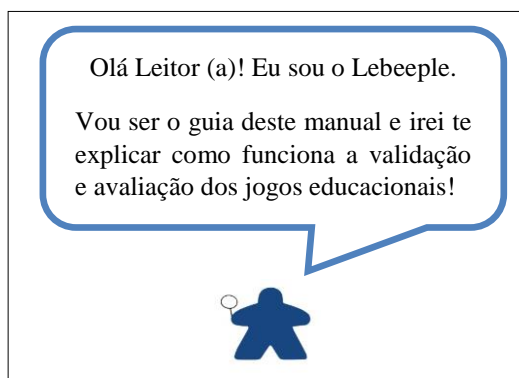 Olá Leitor (a)! Eu sou o Lebeeple.
Vou ser o guia deste manual e irei te
explicar como funciona a validação
e avaliação dos jogos educacionais!